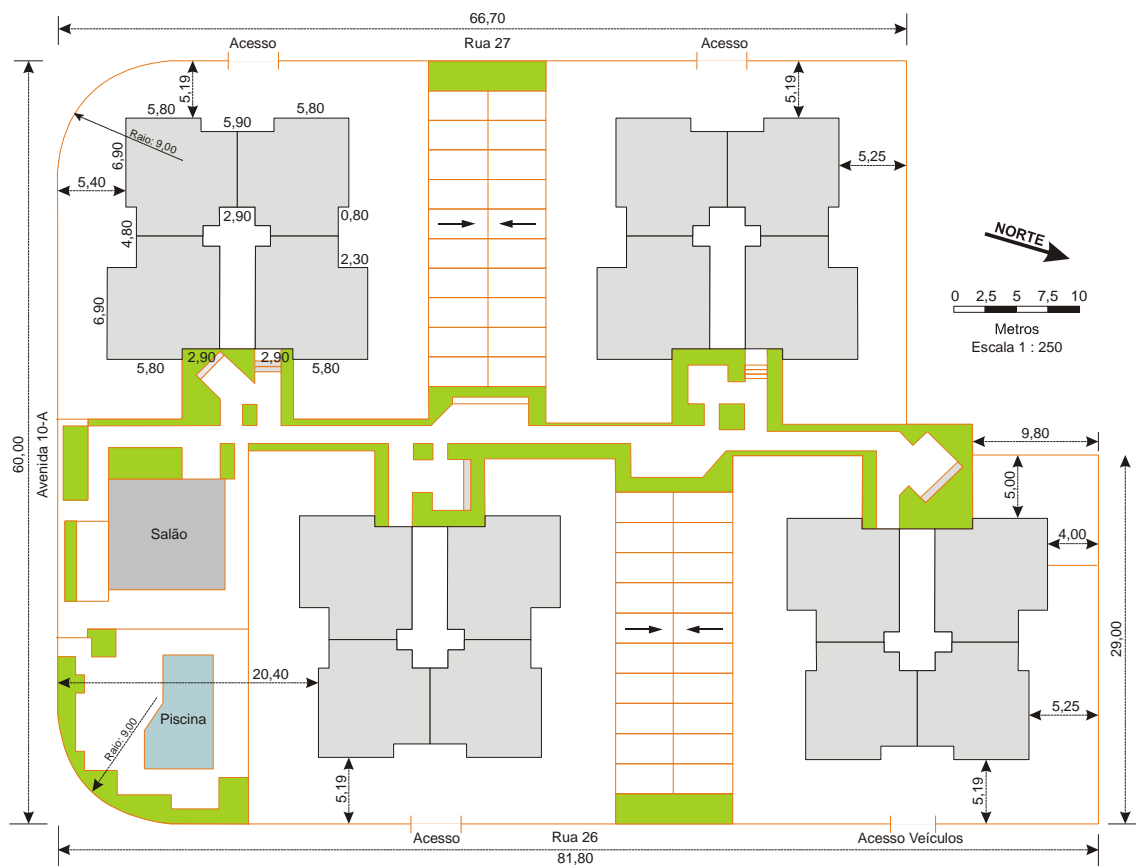 66,70
Acesso
Rua 27
Acesso
5,19
5,19
5,80
5,90
5,80
Raio: 9,00
6,90
5,40
5,25
2,90
0,80
4,80
2,30
NORTE
0 2,5 5 7,5 10
Metros
Escala 1 : 250
6,90
2,90
2,90
5,80
5,80
Avenida 10-A
60,00
9,80
5,00
Salão
4,00
29,00
20,40
5,25
Piscina
Raio: 9,00
5,19
5,19
Acesso
Rua 26
Acesso Veículos
81,80